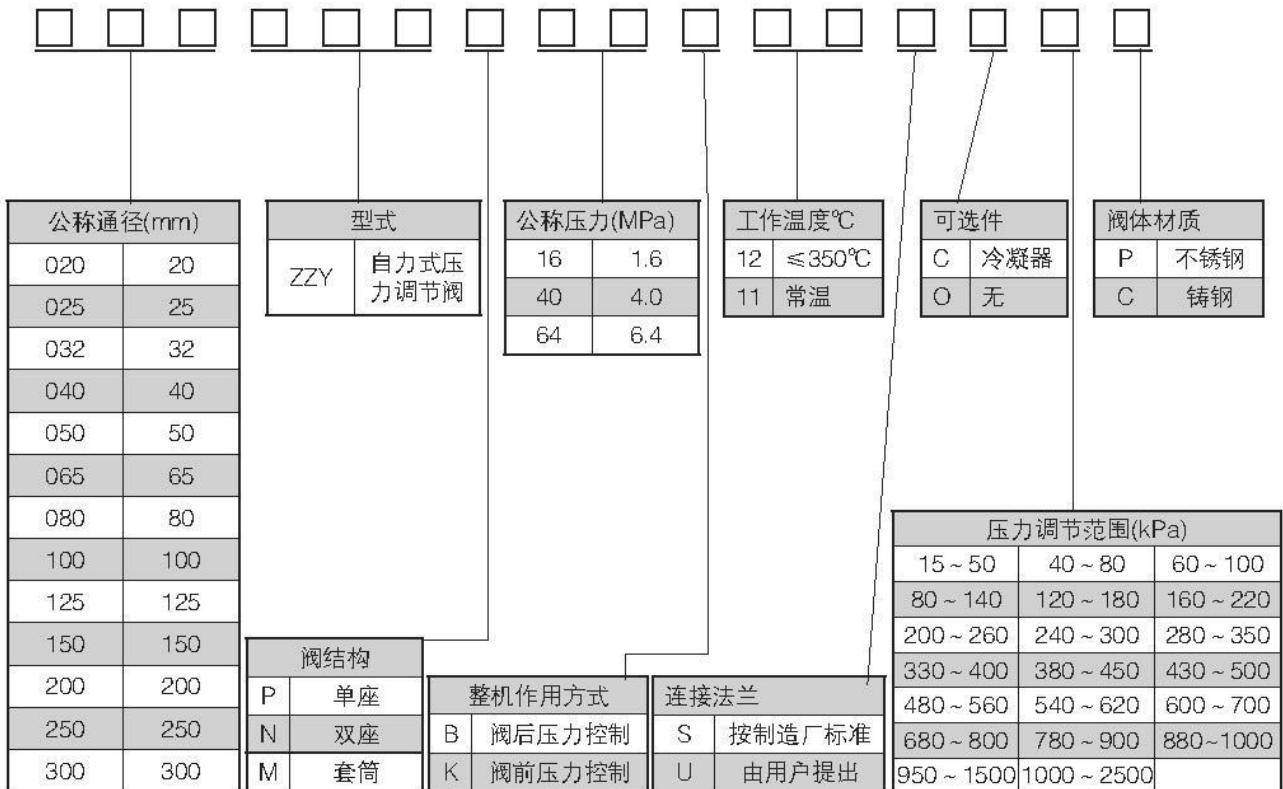 公称通径(mm)
020 20
025 25
032 32
040 40
050 50
065 65
080 80
100 100
125 125
150 150
200 200
250 250
300 300
型式
ZZY 自力式压
力调节阀
公称压力(MPa)
16 1.6
40 4.0
64 6.4
工作温度℃
12 ≤350℃
11 常温
可选件
C 冷凝器
O 无
阀体材质
P 不锈钢
C 铸钢
阀结构
P 单座
N 双座
M 套筒
整机作用方式
B 阀后压力控制
K 阀前压力控制
连接法兰
S 按制造厂标准
U 由用户提出
压力调节范围(kPa)
15~50 40~80 60~100
80~140 120~180 160~220
200~260 240~300 280~350
330~400 380~450 430~500
480~560 540~620 600~700
680~800 780~900 880~1000
950~1500 1000~2500